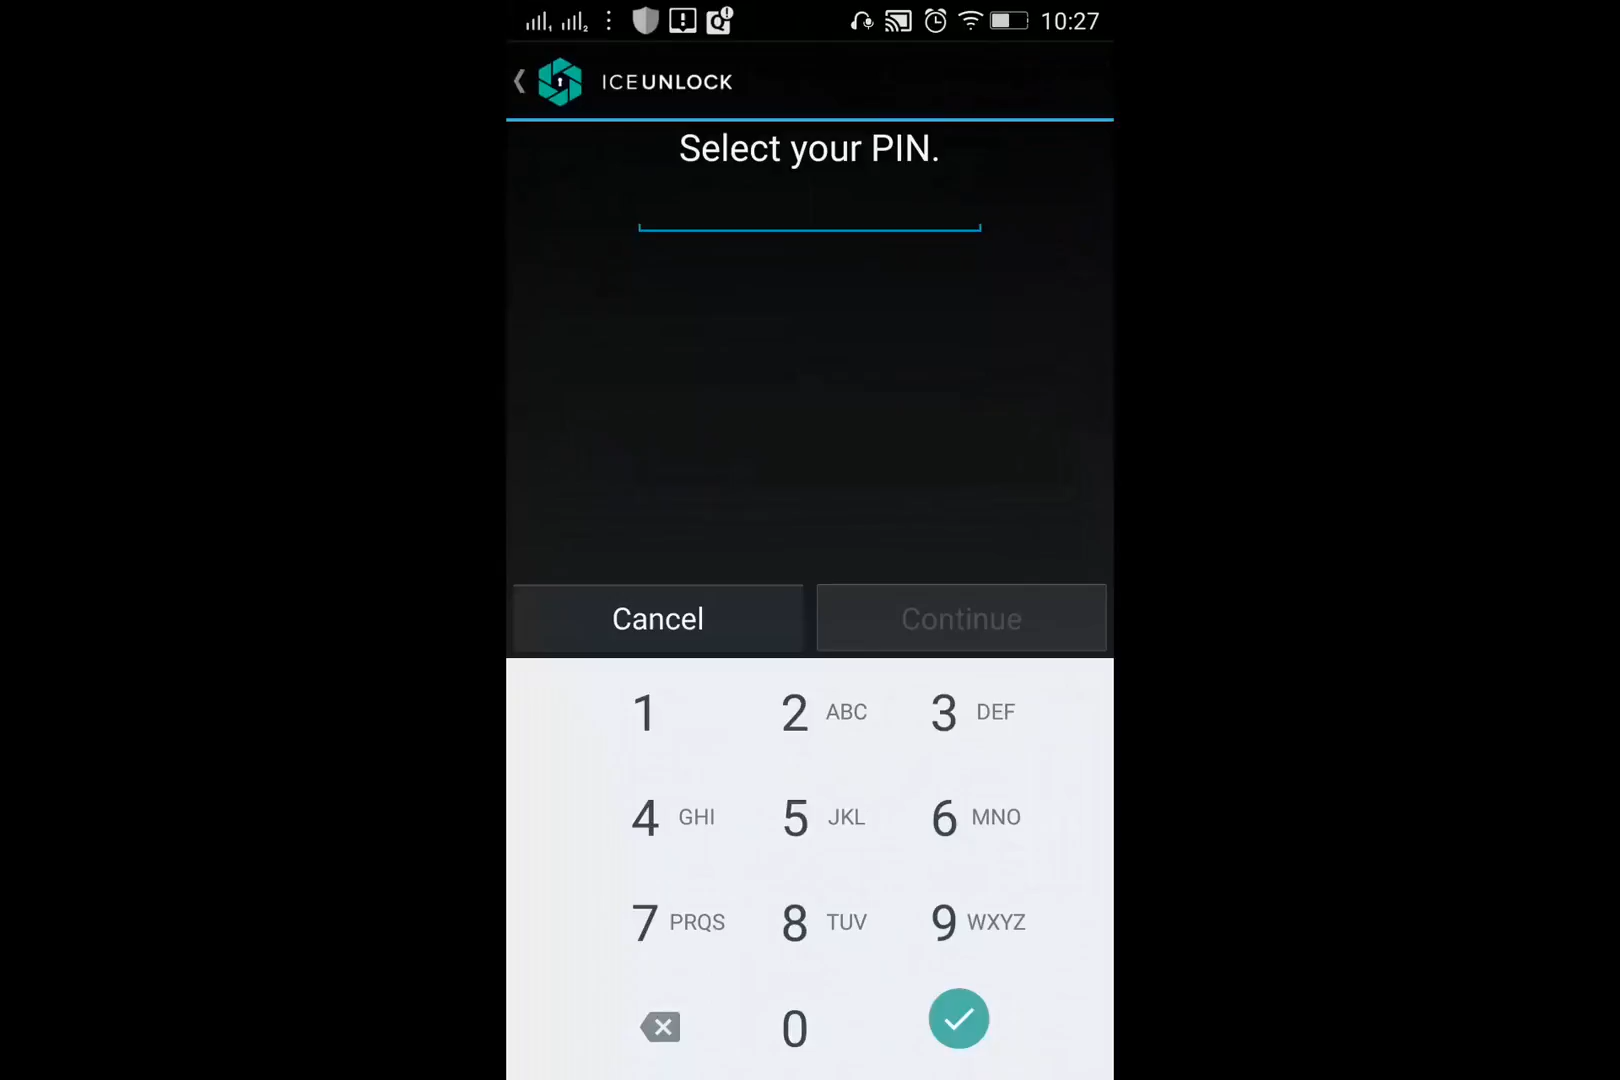 10:27
ICEUNLOCK
Select your PIN.
Cancel Continue
1 2 ABC 3 DEF
4 GHI 5 JKL 6 MNO
7 PRQS 8 TUV 9 WXYZ
0